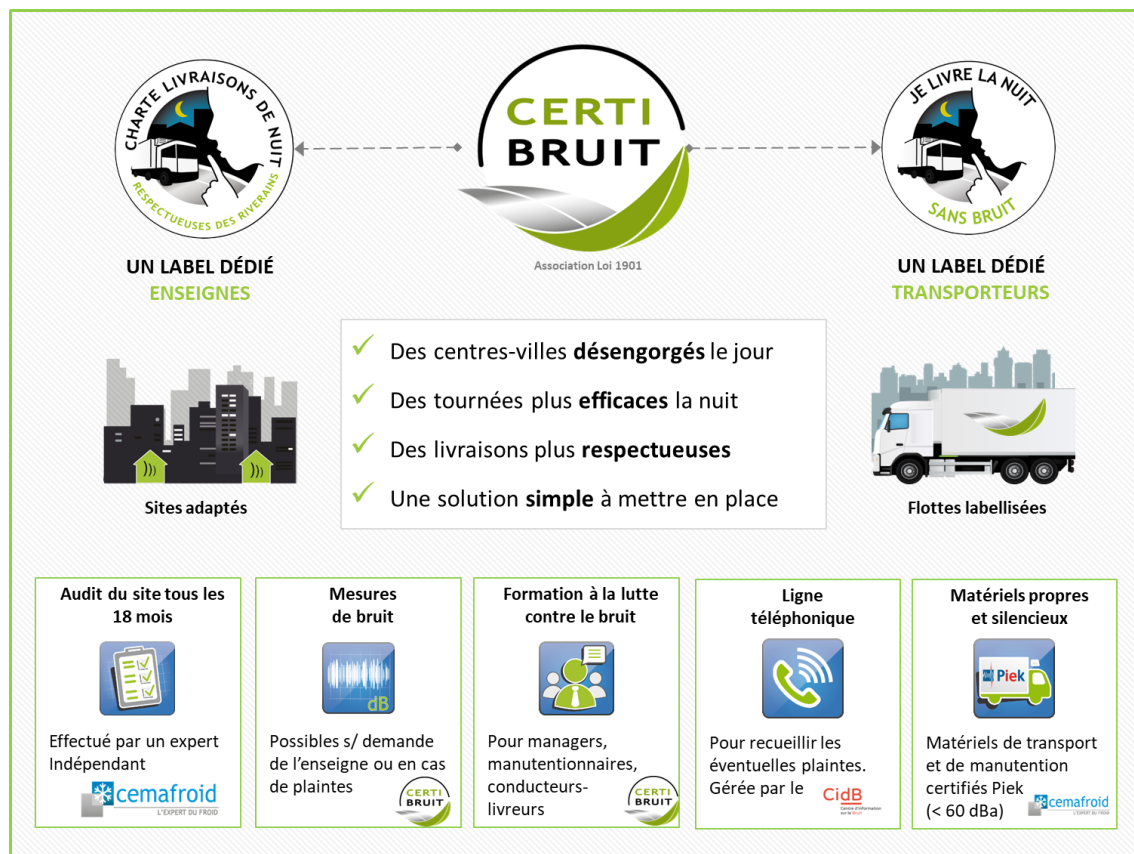 CHARTE LIVRAISONS DE NUIT
RESPECTUEUSES DES RIVERAINS
CERTI
BRUIT
Association Loi 1901
JE LIVRE LA NUIT
SANS BRUIT
UN LABEL DÉDIÉ
ENSEIGNES
UN LABEL DÉDIÉ
TRANSPORTEURS
Des centres-villes désengorgés le jour
Des tournées plus efficaces la nuit
Des livraisons plus respectueuses
Une solution simple à mettre en place
Sites adaptés
Flottes labellisées
Audit du site tous les
18 mois
Effectué par un expert
Indépendant
cemafroid
L'EXPERT DU FROID
Mesures
de bruit
dB
Possibles s/ demande
de l'enseigne ou en cas
de plaintes
CERTI
BRUIT
Formation à la lutte
contre le bruit
Pour managers,
manutentionnaires,
conducteurs-
livreurs
CERTI
BRUIT
Ligne
téléphonique
Pour recueillir les
éventuelles plaintes.
Gérée par le
CidB
Centre d'information
sur le Bruit
Matériels propres
et silencieux
Piek
Matériels de transport
et de manutention
certifiés Piek
(< 60 dBa)
cemafroid
L'EXPERT DU FROID